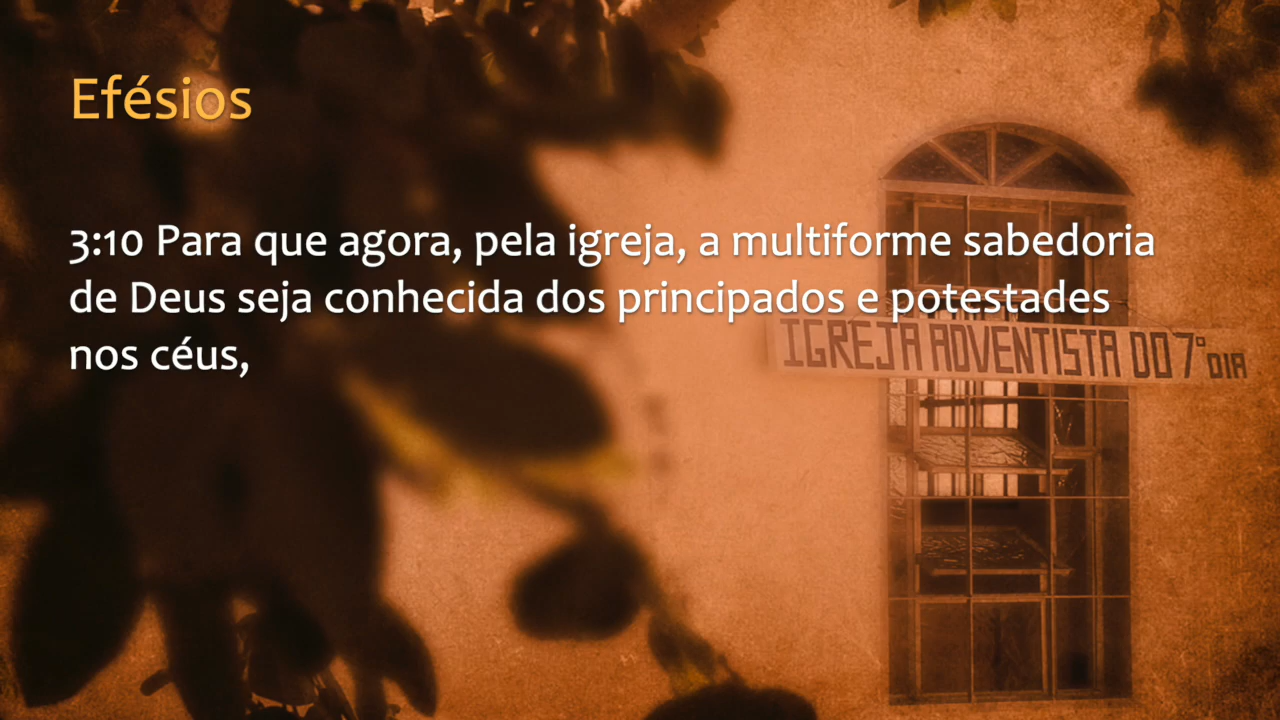 Efésios
3:10 Para que agora, pela igreja, a multiforme sabedoria
de Deus seja conhecida dos principados e potestades
nos céus,
IGREJA ADVENTISTA DO 7° DIA